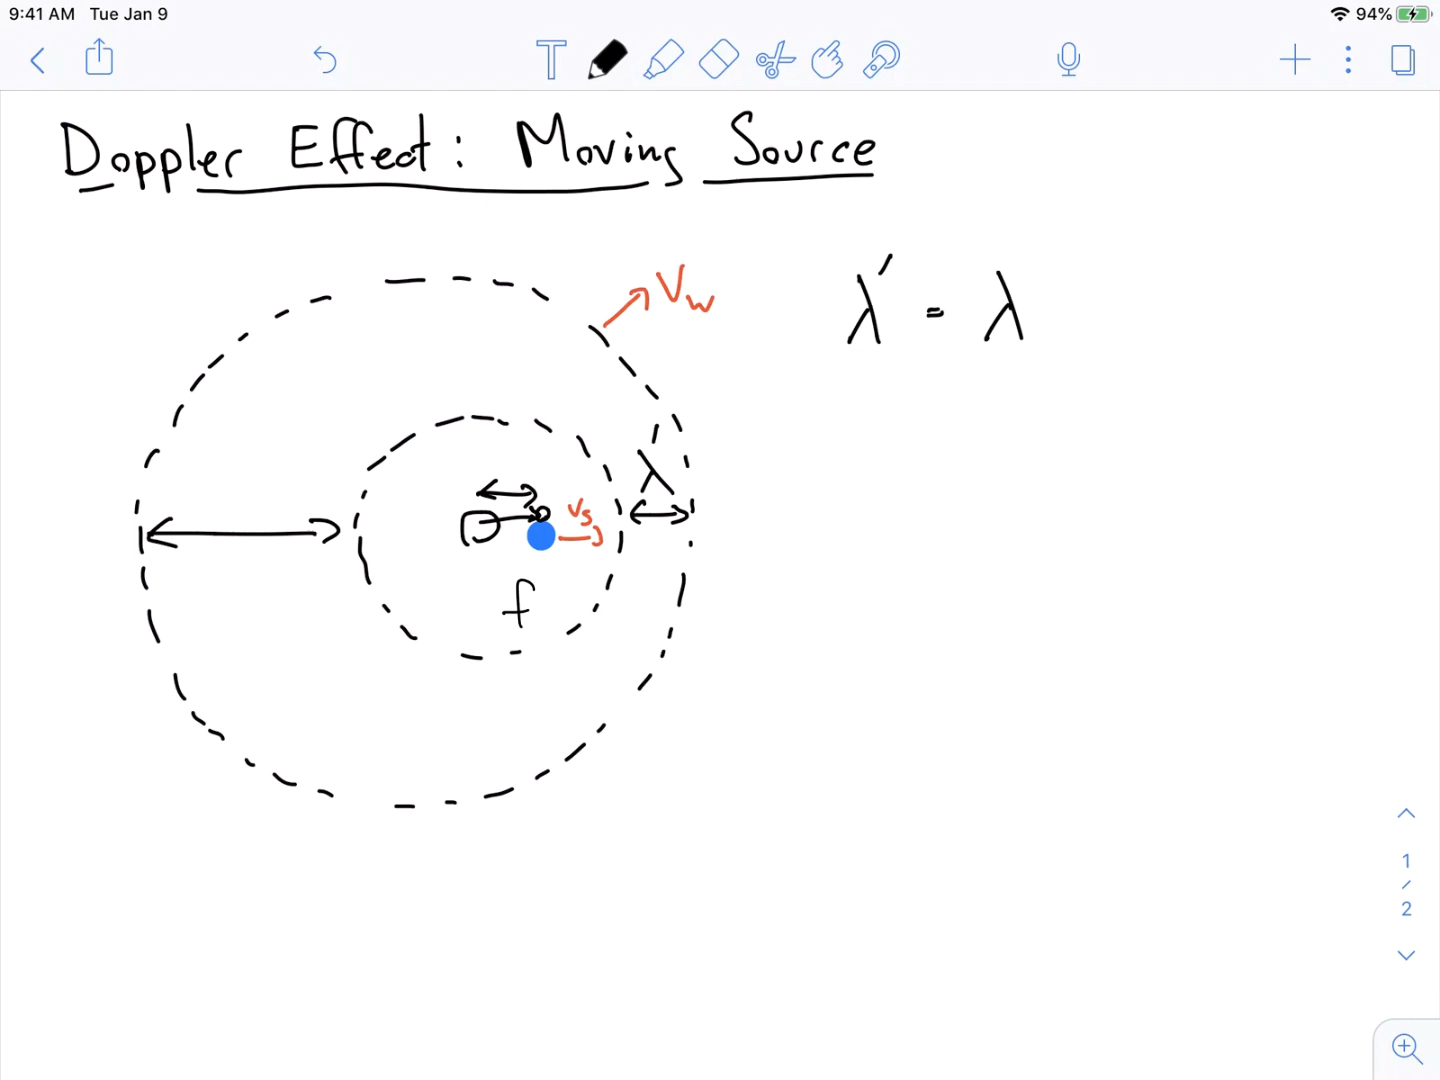 9:41 AM Tue Jan 9
94%
T
Doppler Effect: Moving Source
Vw
λ′ = λ
λ′
vs
f
1
/
2